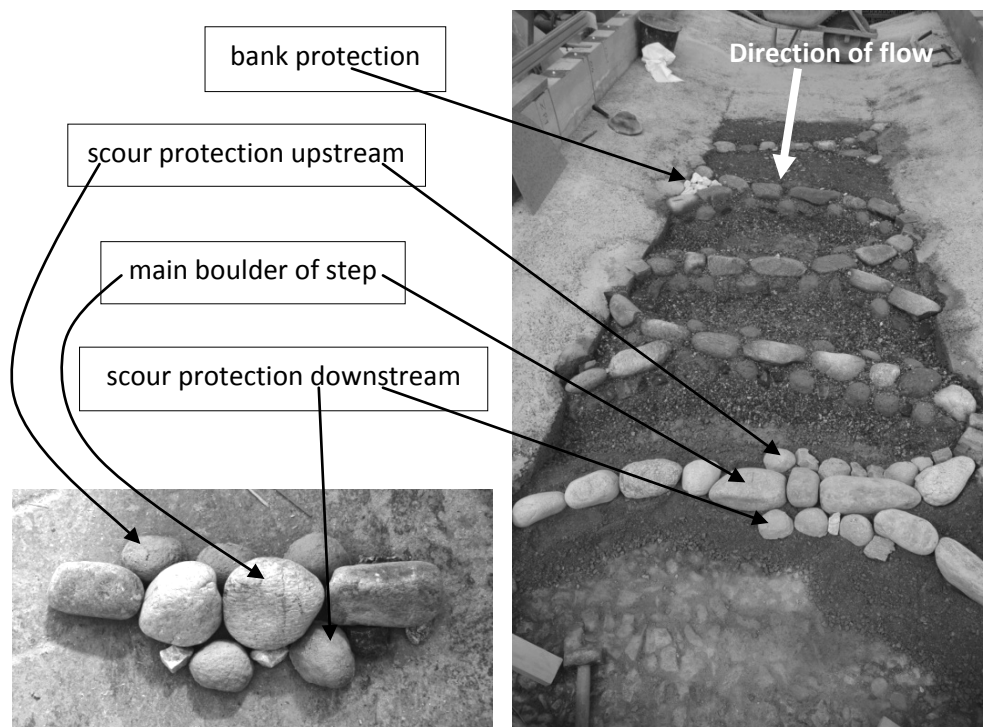 bank protection
Direction of flow
scour protection upstream
main boulder of step
scour protection downstream